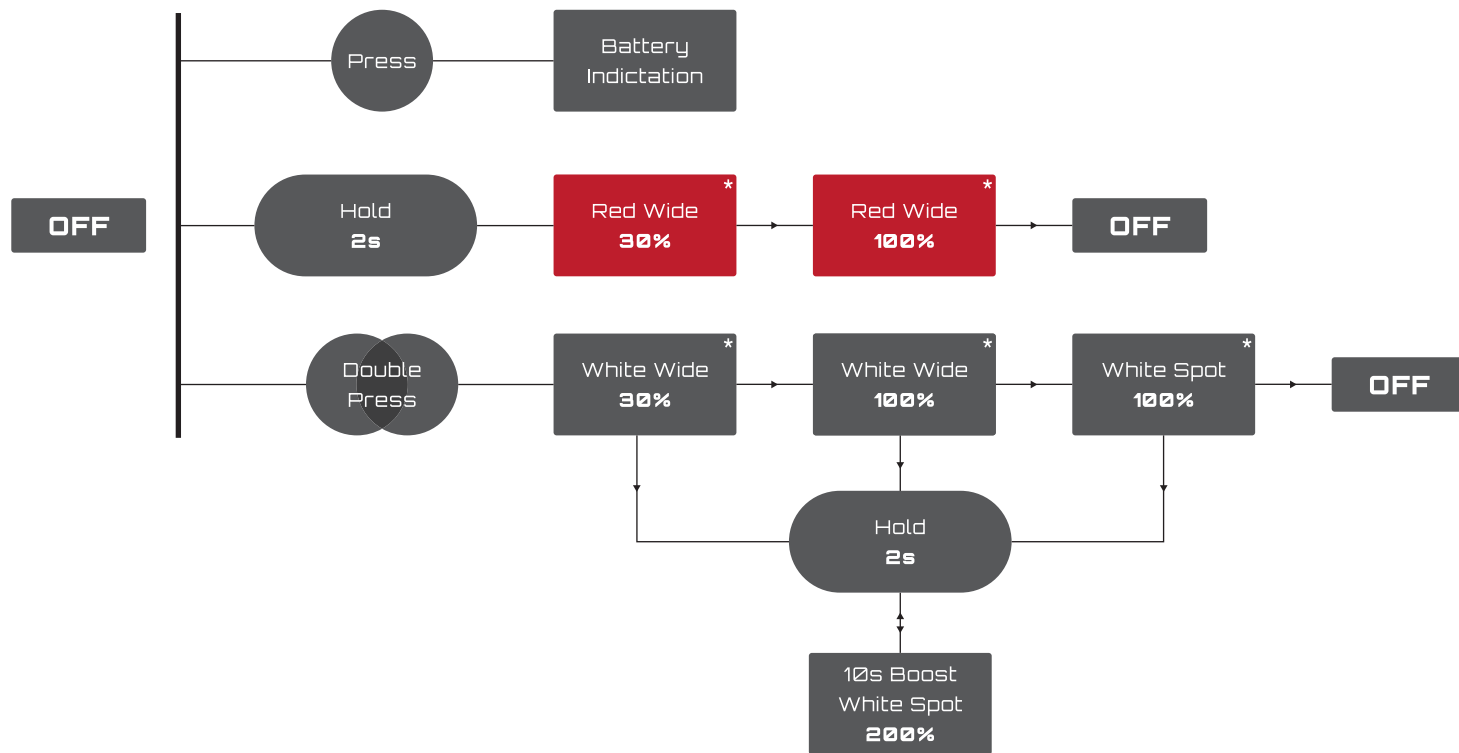 Press
Battery
Indictation
OFF
Hold
2s
Red Wide
30%
*
Red Wide
100%
*
OFF
Double
Press
White Wide
30%
*
White Wide
100%
*
White Spot
100%
*
OFF
Hold
2s
10s Boost
White Spot
200%